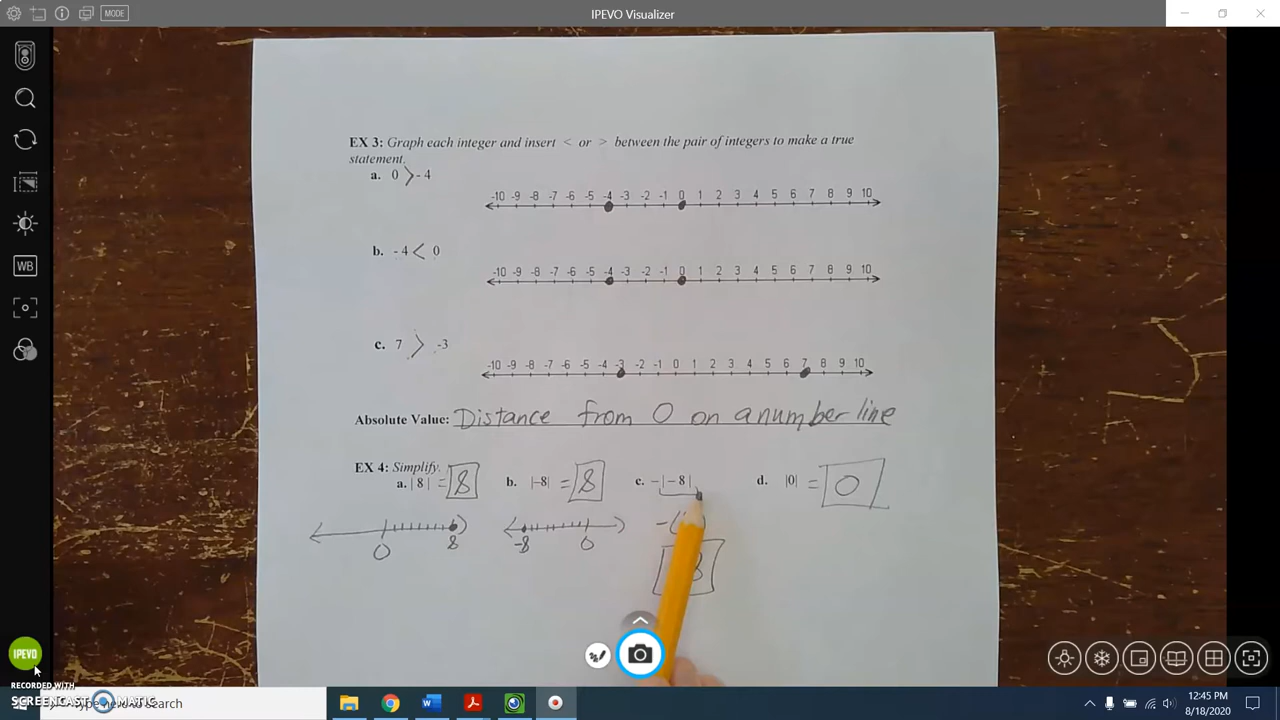 MODE
IPEVO Visualizer
WB
EX 3: Graph each integer and insert < or > between the pair of integers to make a true
statement.
a. 0 > - 4
-10 -9 -8 -7 -6 -5 -4 -3 -2 -1 0 1 2 3 4 5 6 7 8 9 10
b. - 4 < 0
-10 -9 -8 -7 -6 -5 -4 -3 -2 -1 0 1 2 3 4 5 6 7 8 9 10
c. 7 > -3
-10 -9 -8 -7 -6 -5 -4 -3 -2 -1 0 1 2 3 4 5 6 7 8 9 10
Absolute Value: Distance from 0 on a number line
EX 4: Simplify.
a. | 8 | = 8 b. |-8| = 8 c. -| - 8 | d. |0| = 0
0 8 -8 0 -(
IPEVO
RECORDED WITH
SCREENCAST MATIC
Type here to search
12:45 PM
8/18/2020